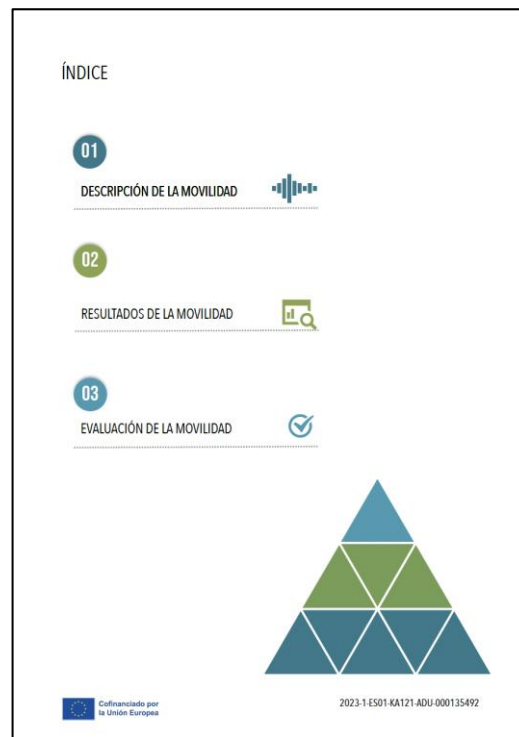 ÍNDICE
01
DESCRIPCIÓN DE LA MOVILIDAD
02
RESULTADOS DE LA MOVILIDAD
03
EVALUACIÓN DE LA MOVILIDAD
Cofinanciado por
la Unión Europea
2023-1-ES01-KA121-ADU-000135492